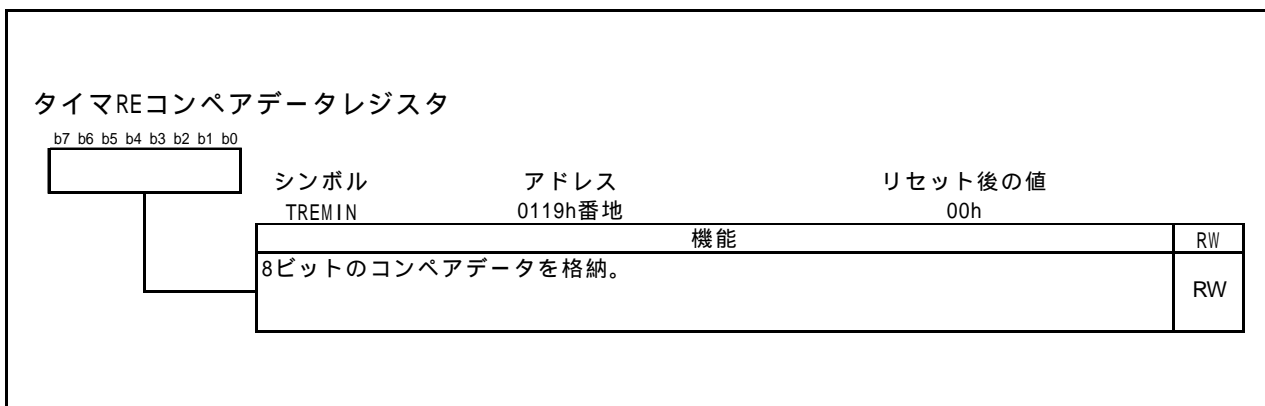 タイマREコンペアデータレジスタ
b7 b6 b5 b4 b3 b2 b1 b0
シンボル アドレス リセット後の値
TREMIN 0119h番地 00h
機能 RW
8ビットのコンペアデータを格納。 RW